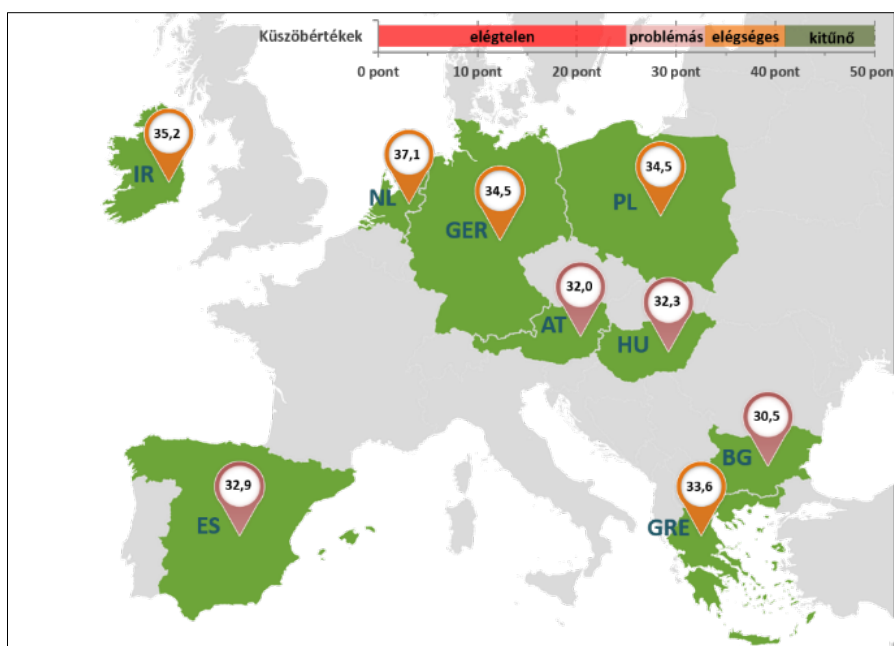 Küszöbértékek elégtelen problémás elégséges kitűnő
0 pont 10 pont 20 pont 30 pont 40 pont 50 pont
35,2
IR
37,1
NL
34,5
GER
34,5
PL
32,0
AT
32,3
HU
30,5
BG
32,9
ES
33,6
GRE